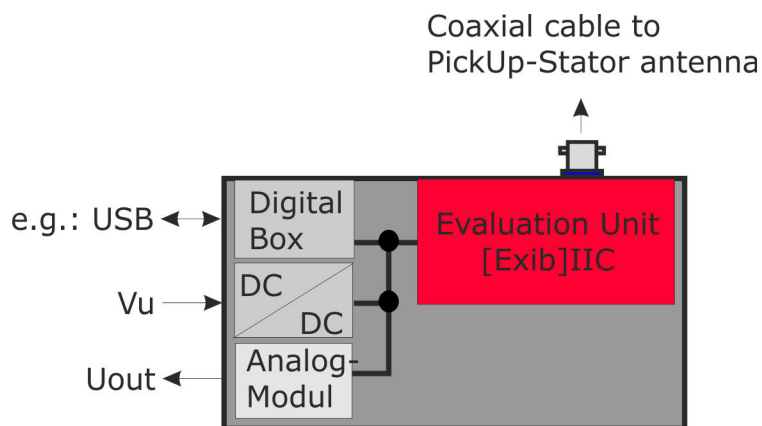 Coaxial cable to
PickUp-Stator antenna
e.g.: USB
Digital
Box
Evaluation Unit
[Exib]IIC
Vu
DC
DC
Uout
Analog-
Modul